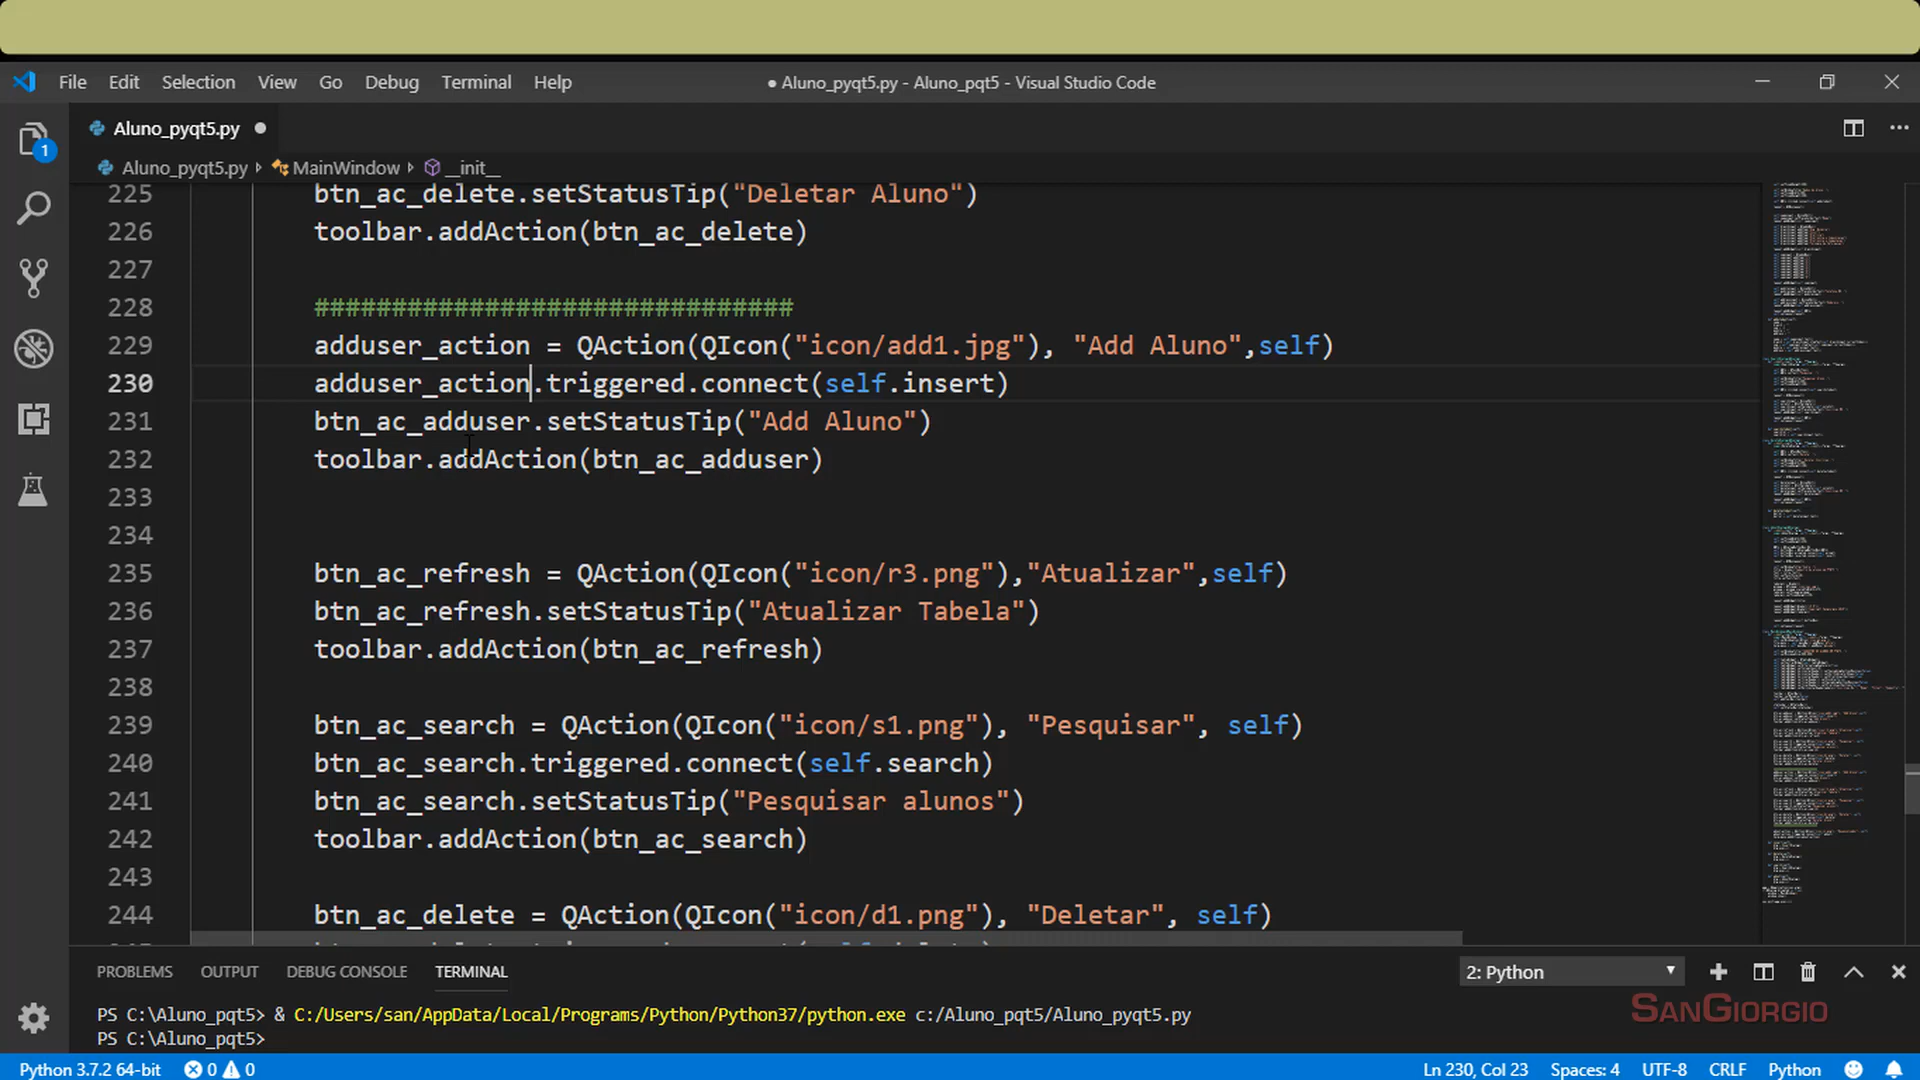 File Edit Selection View Go Debug Terminal Help
● Aluno_pyqt5.py - Aluno_pqt5 - Visual Studio Code
Aluno_pyqt5.py
1
Aluno_pyqt5.py MainWindow __init__
225 btn_ac_delete.setStatusTip("Deletar Aluno")
226 toolbar.addAction(btn_ac_delete)
227
228 ###############################
229 adduser_action = QAction(QIcon("icon/add1.jpg"), "Add Aluno",self)
230 adduser_action.triggered.connect(self.insert)
231 btn_ac_adduser.setStatusTip("Add Aluno")
232 toolbar.addAction(btn_ac_adduser)
233
234
235 btn_ac_refresh = QAction(QIcon("icon/r3.png"),"Atualizar",self)
236 btn_ac_refresh.setStatusTip("Atualizar Tabela")
237 toolbar.addAction(btn_ac_refresh)
238
239 btn_ac_search = QAction(QIcon("icon/s1.png"), "Pesquisar", self)
240 btn_ac_search.triggered.connect(self.search)
241 btn_ac_search.setStatusTip("Pesquisar alunos")
242 toolbar.addAction(btn_ac_search)
243
244 btn_ac_delete = QAction(QIcon("icon/d1.png"), "Deletar", self)
PROBLEMS OUTPUT DEBUG CONSOLE TERMINAL 2: Python
PS C:\Aluno_pqt5> & C:/Users/san/AppData/Local/Programs/Python/Python37/python.exe c:/Aluno_pqt5/Aluno_pyqt5.py
PS C:\Aluno_pqt5>
SANGIORGIO
Python 3.7.2 64-bit 0 0 Ln 230, Col 23 Spaces: 4 UTF-8 CRLF Python